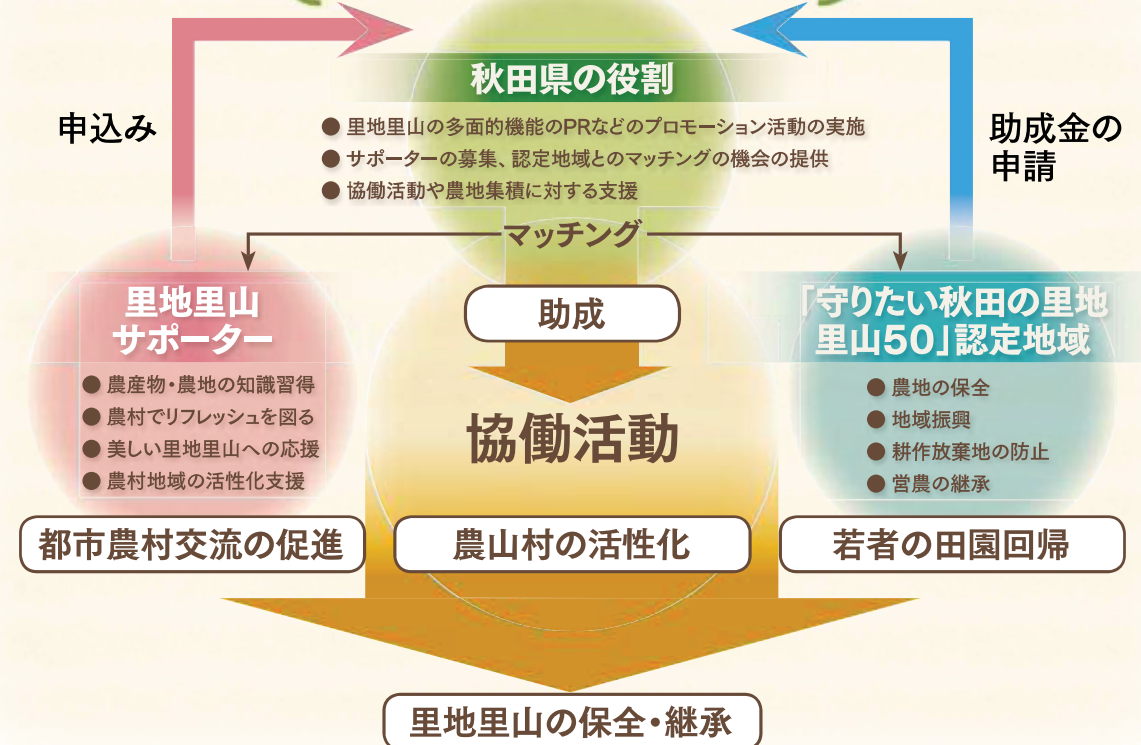 秋田県の役割
● 里地里山の多面的機能のPRなどのプロモーション活動の実施
● サポーターの募集、認定地域とのマッチングの機会の提供
● 協働活動や農地集積に対する支援
申込み
助成金の
申請
マッチング
助成
里地里山
サポーター
● 農産物・農地の知識習得
● 農村でリフレッシュを図る
● 美しい里地里山への応援
● 農村地域の活性化支援
協働活動
「守りたい秋田の里地
里山50」認定地域
● 農地の保全
● 地域振興
● 耕作放棄地の防止
● 営農の継承
都市農村交流の促進
農山村の活性化
若者の田園回帰
里地里山の保全・継承